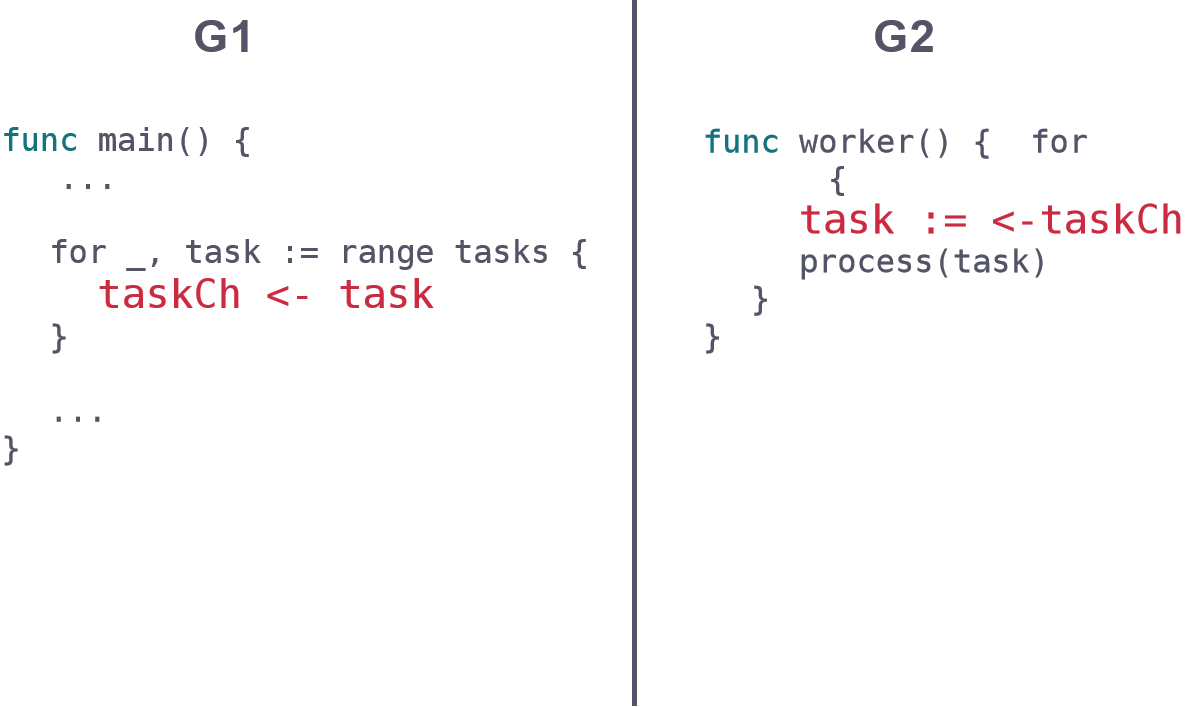 G1
func main() {
...
for _, task := range tasks {
taskCh <- task
}
...
}
G2
func worker() {  for
{
task := <-taskCh
process(task)
}
}